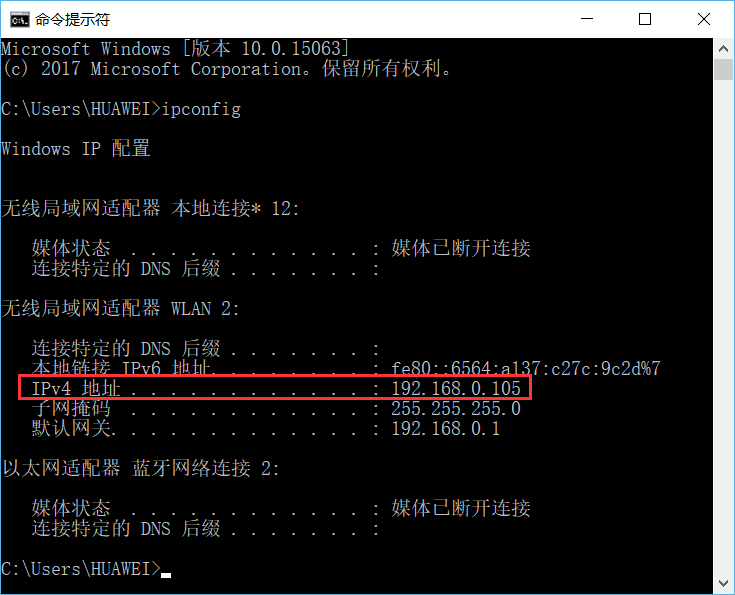 命令提示符
Microsoft Windows [版本 10.0.15063]
(c) 2017 Microsoft Corporation。保留所有权利。
C:\Users\HUAWEI>ipconfig
Windows IP 配置
无线局域网适配器 本地连接* 12:
媒体状态 . . . . . . . . . . . . : 媒体已断开连接
连接特定的 DNS 后缀 . . . . . . . :
无线局域网适配器 WLAN 2:
连接特定的 DNS 后缀 . . . . . . . :
本地链接 IPv6 地址. . . . . . . . : fe80::6564:a137:c27c:9c2d%7
IPv4 地址 . . . . . . . . . . . . : 192.168.0.105
子网掩码 . . . . . . . . . . . . : 255.255.255.0
默认网关. . . . . . . . . . . . . : 192.168.0.1
以太网适配器 蓝牙网络连接 2:
媒体状态 . . . . . . . . . . . . : 媒体已断开连接
连接特定的 DNS 后缀 . . . . . . . :
C:\Users\HUAWEI>